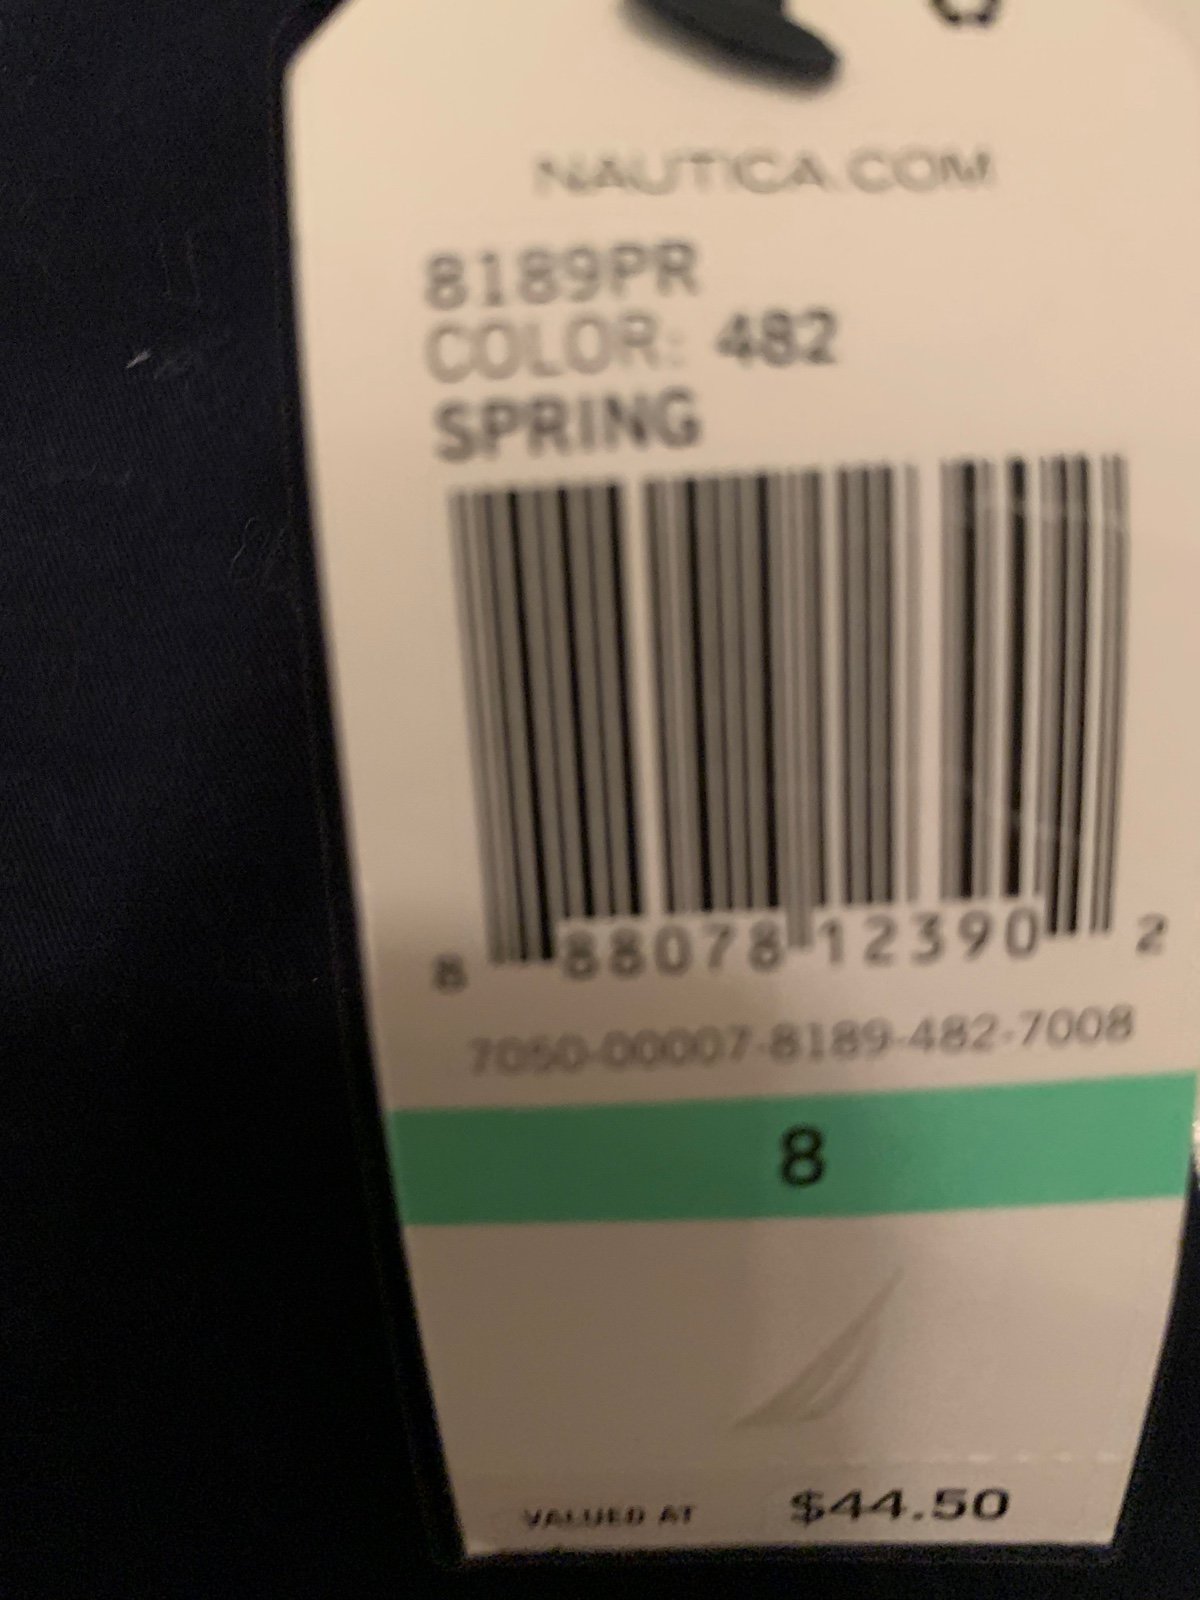 NAUTICA.COM
8189PR
COLOR: 482
SPRING
8 88078 12390 2
7050-00007-8189-482-7008
8
VALUED AT $44.50